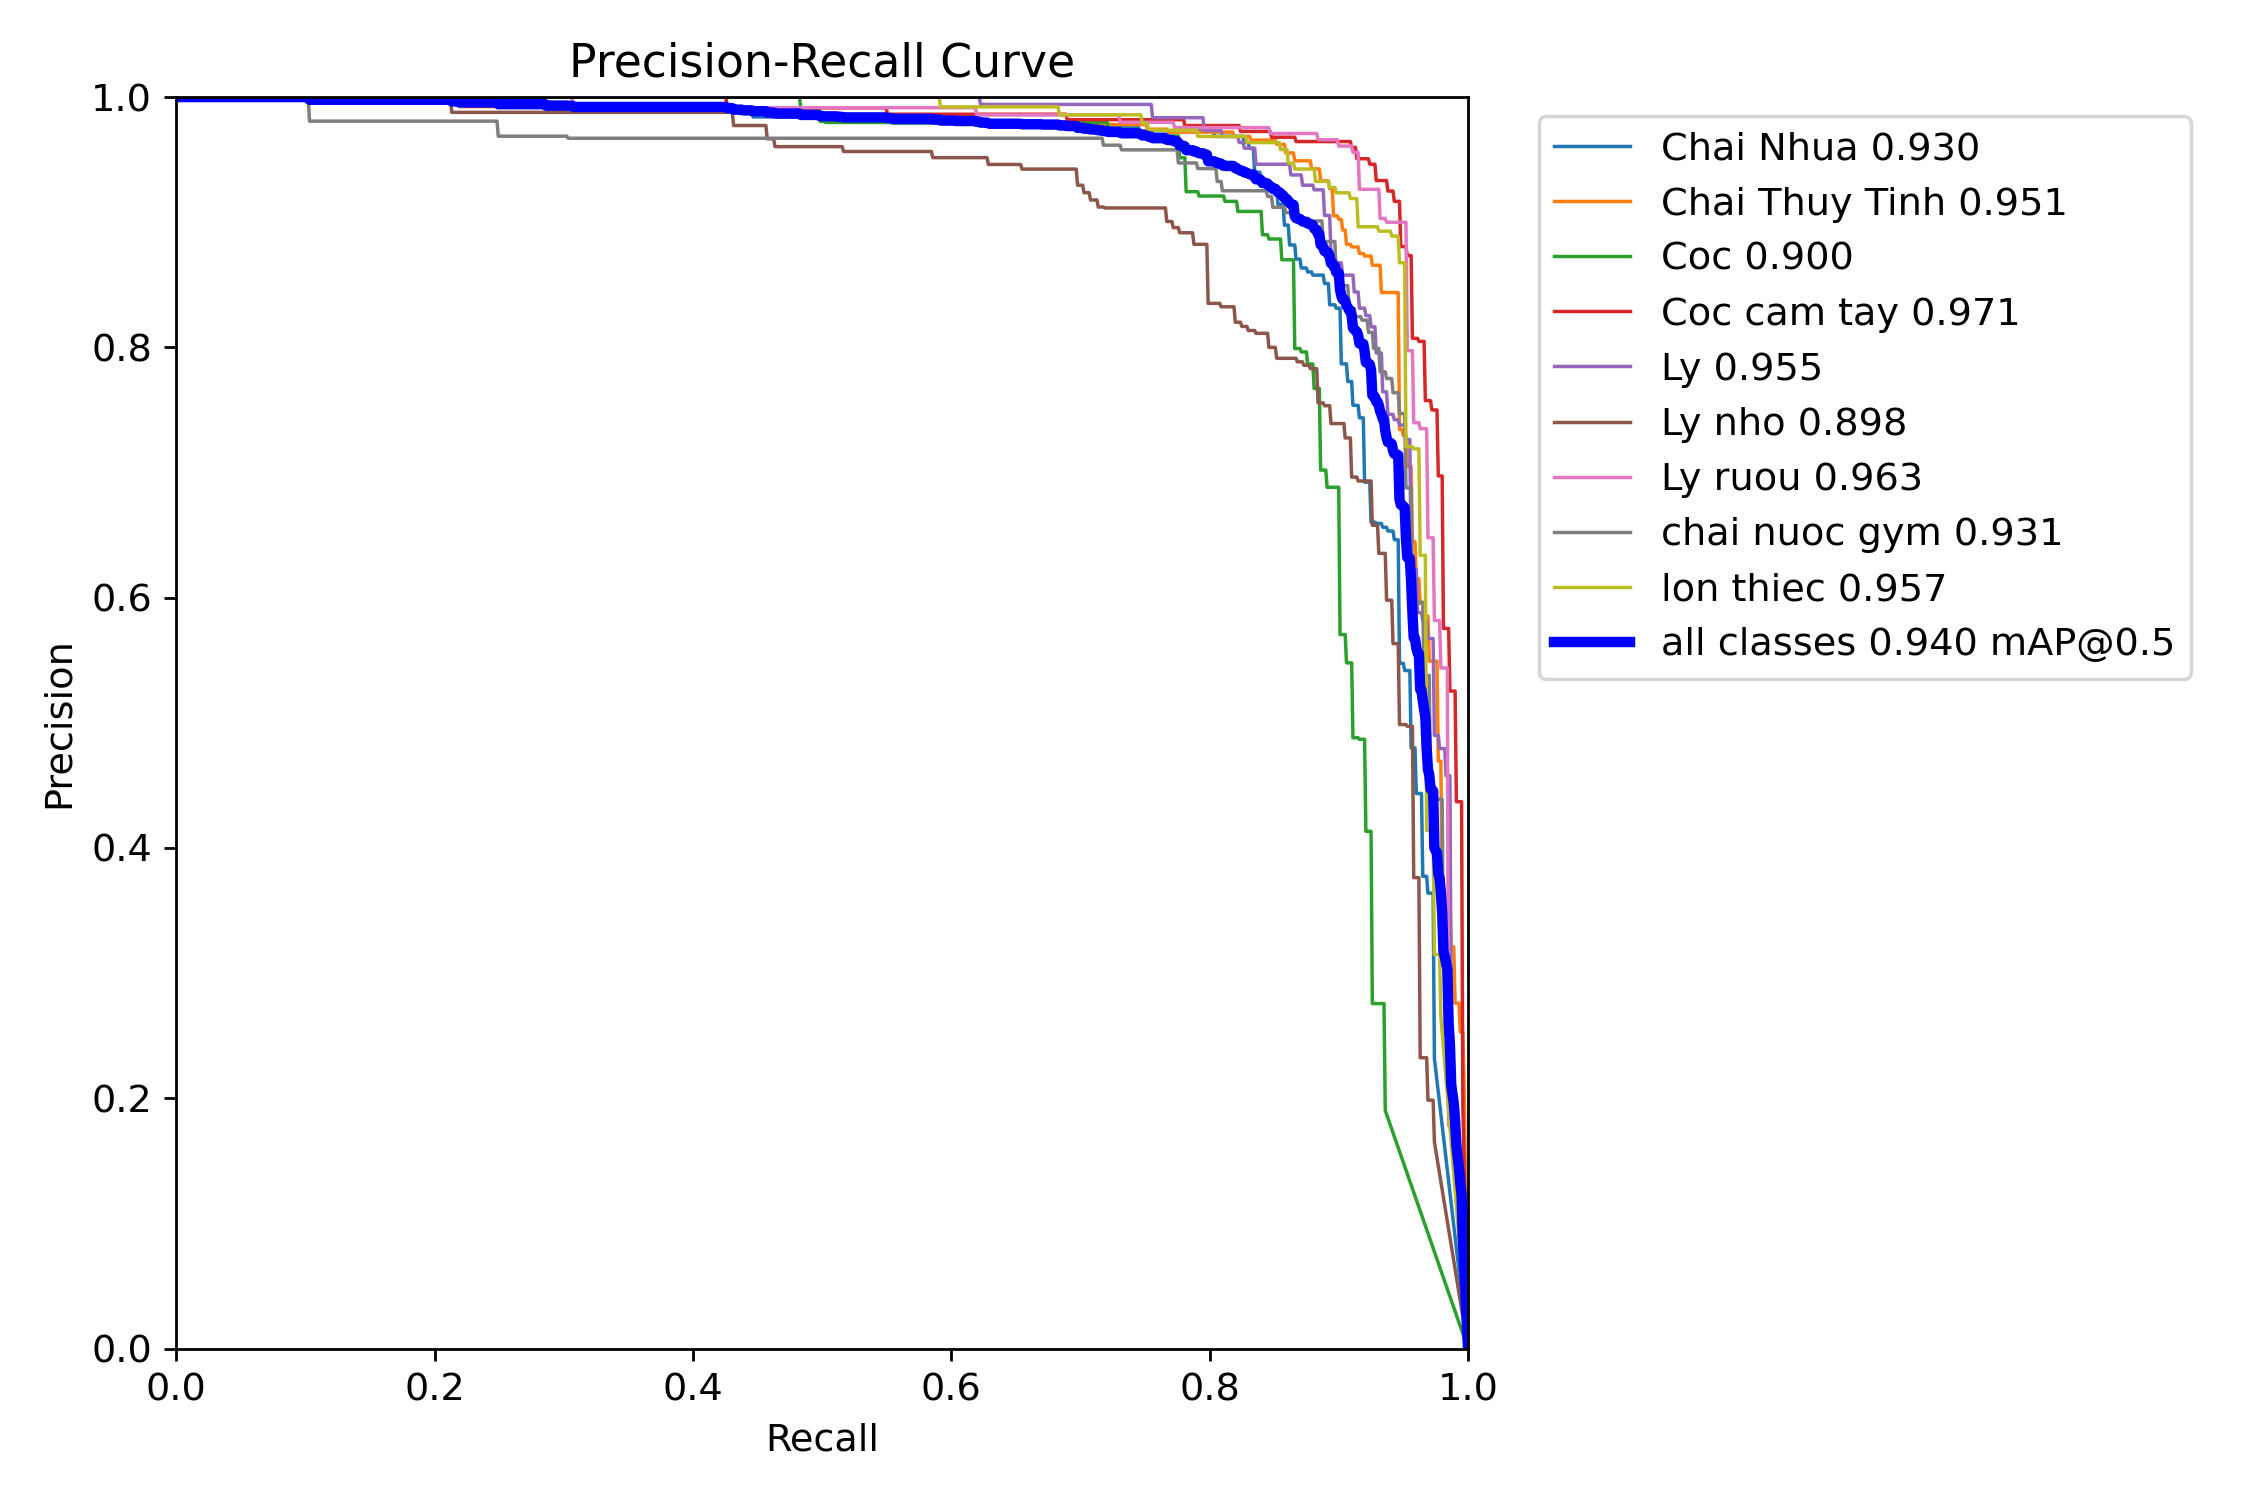 Precision-Recall Curve
1.0
0.8
0.6
0.4
0.2
0.0
Precision
0.0 0.2 0.4 0.6 0.8 1.0
Recall
Chai Nhua 0.930
Chai Thuy Tinh 0.951
Coc 0.900
Coc cam tay 0.971
Ly 0.955
Ly nho 0.898
Ly ruou 0.963
chai nuoc gym 0.931
lon thiec 0.957
all classes 0.940 mAP@0.5